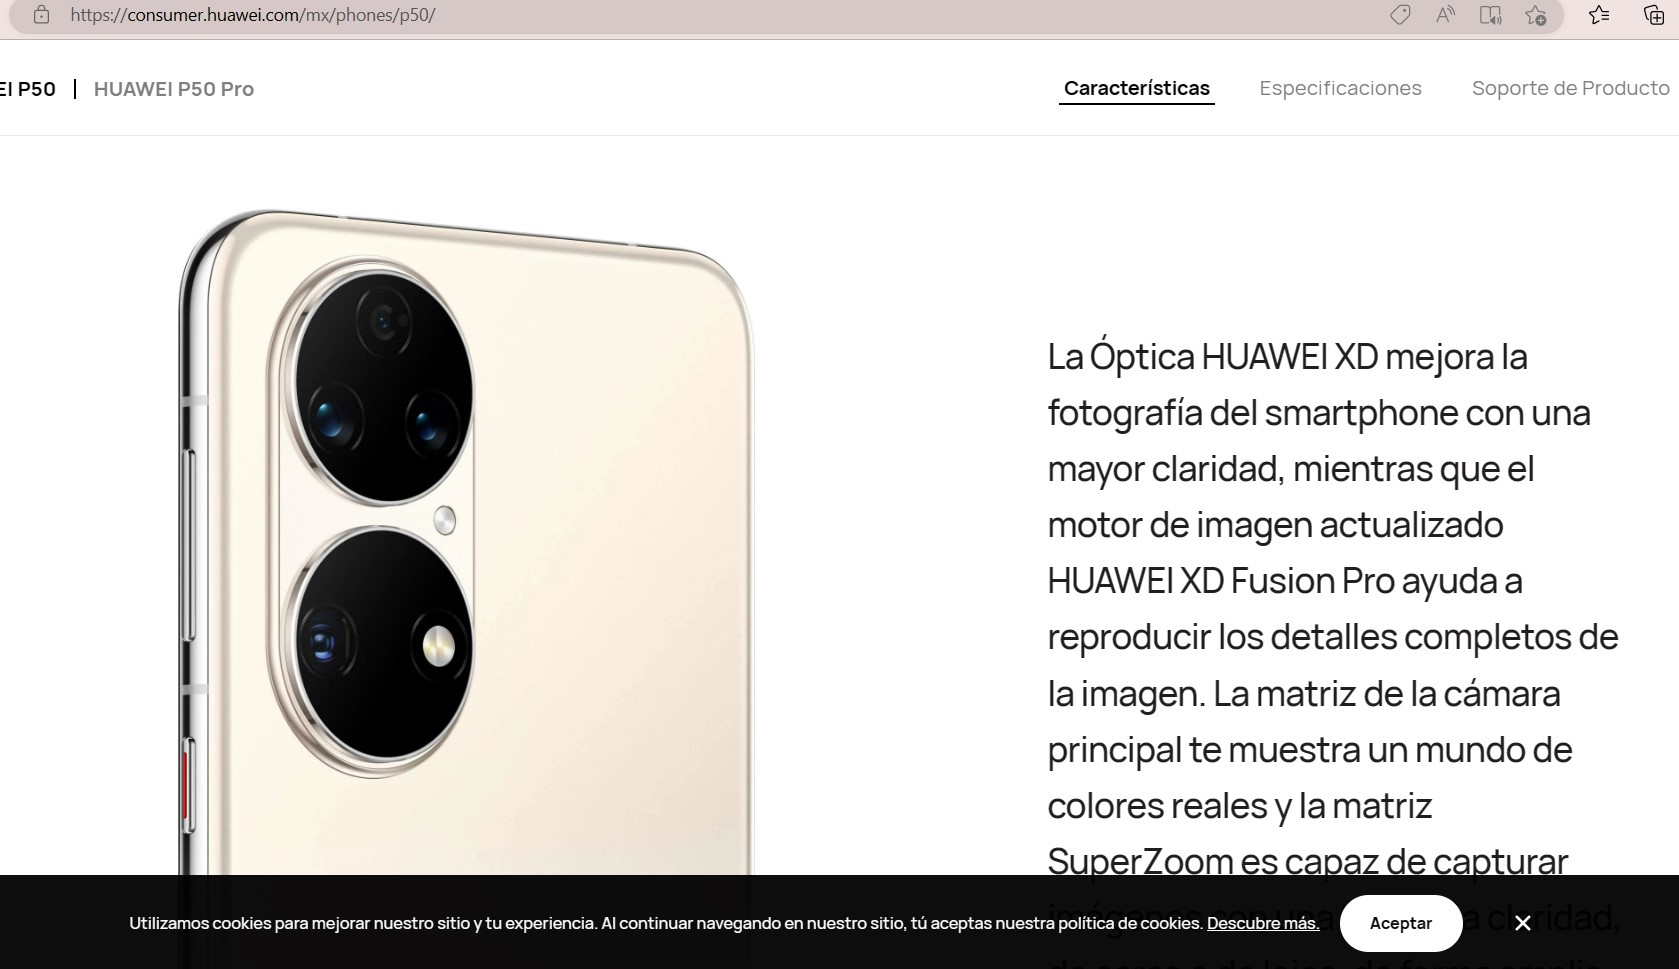 https://consumer.huawei.com/mx/phones/p50/
EI P50 | HUAWEI P50 Pro
Características Especificaciones Soporte de Producto
La Óptica HUAWEI XD mejora la
fotografía del smartphone con una
mayor claridad, mientras que el
motor de imagen actualizado
HUAWEI XD Fusion Pro ayuda a
reproducir los detalles completos de
la imagen. La matriz de la cámara
principal te muestra un mundo de
colores reales y la matriz
SuperZoom es capaz de capturar
imágenes con una claridad,
Utilizamos cookies para mejorar nuestro sitio y tu experiencia. Al continuar navegando en nuestro sitio, tú aceptas nuestra política de cookies. Descubre más. Aceptar